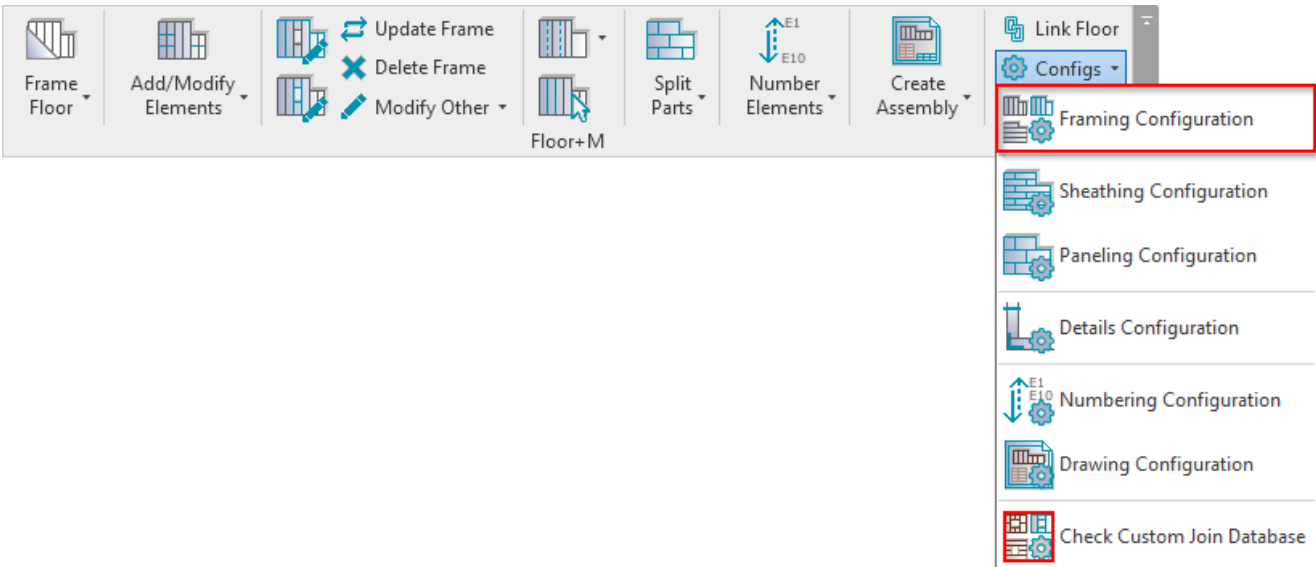 Frame
Floor
Add/Modify
Elements
Update Frame
Delete Frame
Modify Other
Floor+M
Split
Parts
E1
E10
Number
Elements
Create
Assembly
Link Floor
Configs
Framing Configuration
Sheathing Configuration
Paneling Configuration
Details Configuration
E1
E10
Numbering Configuration
Drawing Configuration
Check Custom Join Database